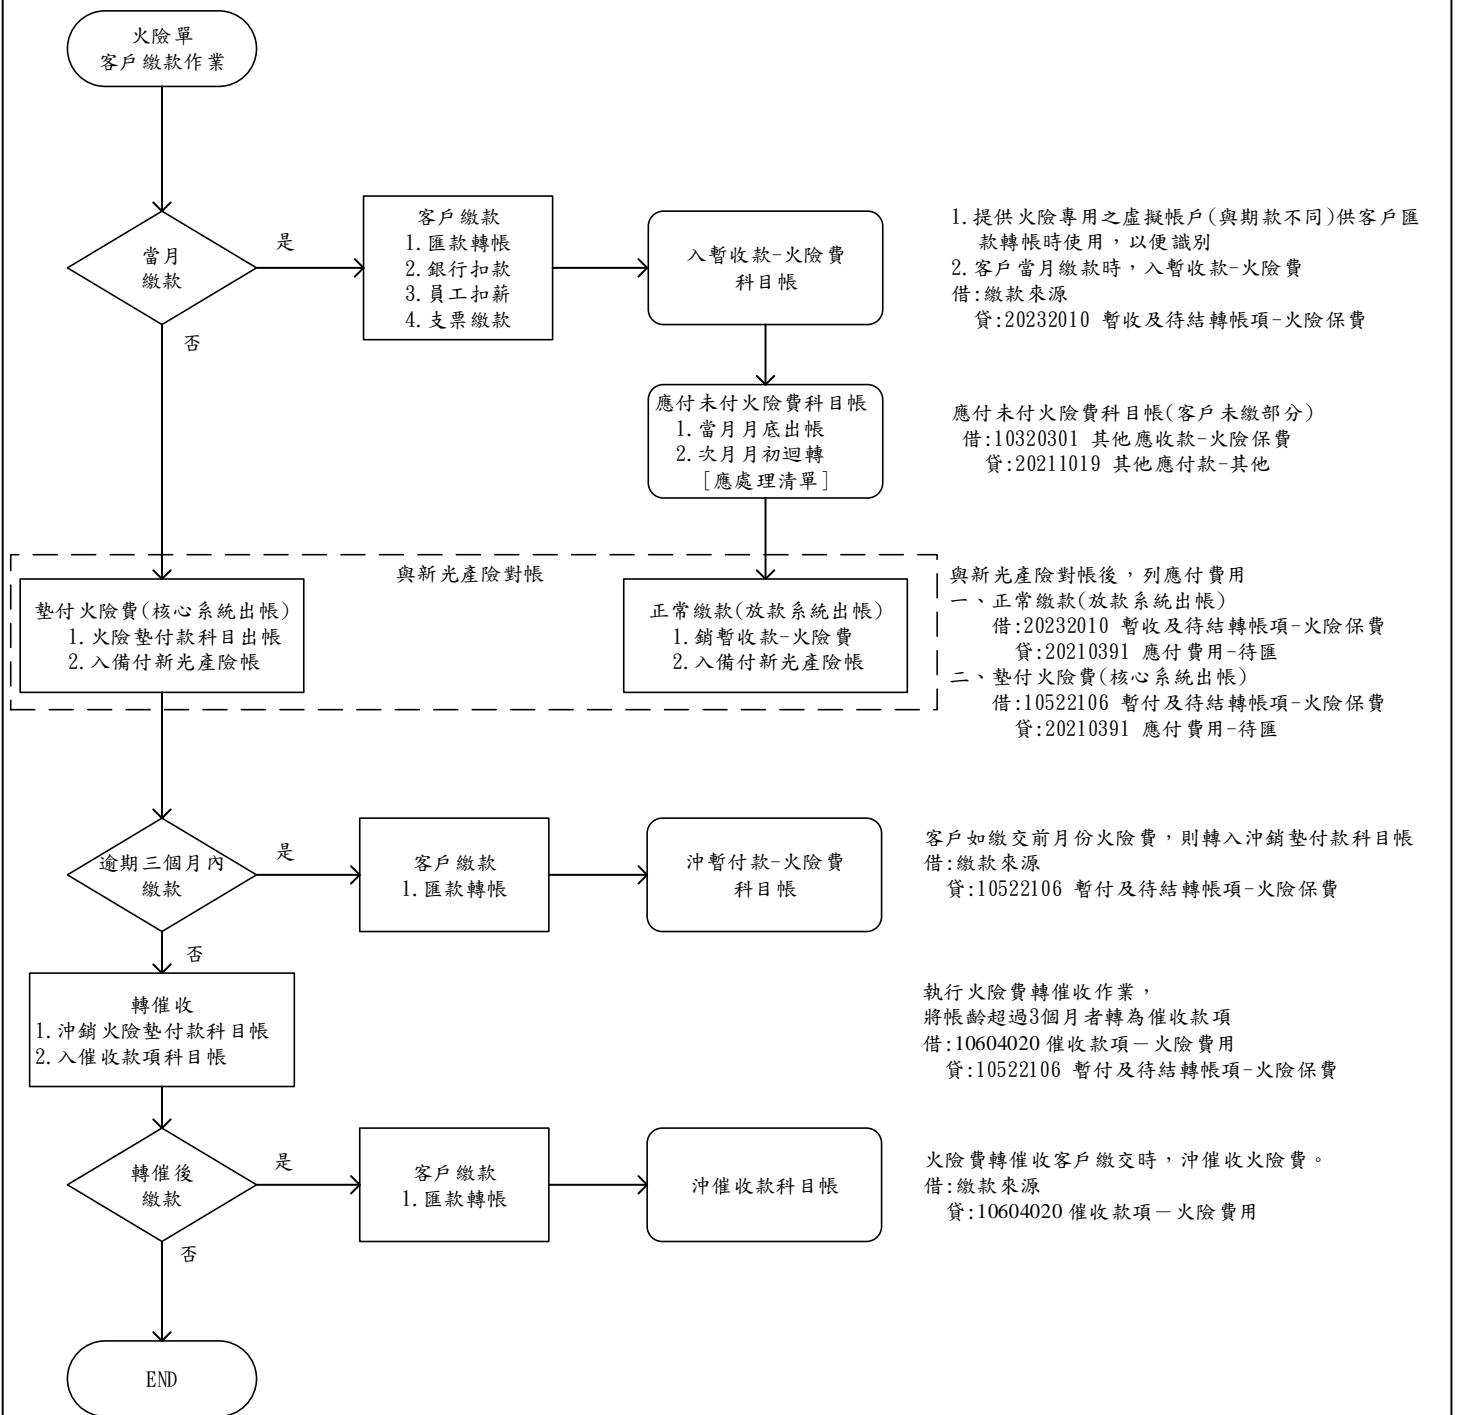 火險單
客戶繳款作業
當月
繳款
是
否
客戶繳款
1.匯款轉帳
2.銀行扣款
3.員工扣薪
4.支票繳款
入暫收款-火險費
科目帳
1.提供火險專用之虛擬帳戶(與期款不同)供客戶匯
款轉帳時使用，以便識別
2.客戶當月繳款時，入暫收款-火險費
借:繳款來源
貸:20232010 暫收及待結轉帳項-火險保費
應付未付火險費科目帳
1.當月月底出帳
2.次月月初迴轉
[應處理清單]
應付未付火險費科目帳(客戶未繳部分)
借:10320301 其他應收款-火險保費
貸:20211019 其他應付款-其他
與新光產險對帳
墊付火險費(核心系統出帳)
1.火險墊付款科目出帳
2.入備付新光產險帳
正常繳款(放款系統出帳)
1.銷暫收款-火險費
2.入備付新光產險帳
與新光產險對帳後，列應付費用
一、正常繳款(放款系統出帳)
借:20232010 暫收及待結轉帳項-火險保費
貸:20210391 應付費用-待匯
二、墊付火險費(核心系統出帳)
借:10522106 暫付及待結轉帳項-火險保費
貸:20210391 應付費用-待匯
逾期三個月內
繳款
是
否
客戶繳款
1.匯款轉帳
沖暫付款-火險費
科目帳
客戶如繳交前月份火險費，則轉入沖銷墊付款科目帳
借:繳款來源
貸:10522106 暫付及待結轉帳項-火險保費
轉催收
1.沖銷火險墊付款科目帳
2.入催收款項科目帳
執行火險費轉催收作業，
將帳齡超過3個月者轉為催收款項
借:10604020 催收款項－火險費用
貸:10522106 暫付及待結轉帳項-火險保費
轉催後
繳款
是
否
客戶繳款
1.匯款轉帳
沖催收款科目帳
火險費轉催收客戶繳交時，沖催收火險費。
借:繳款來源
貸:10604020 催收款項－火險費用
END